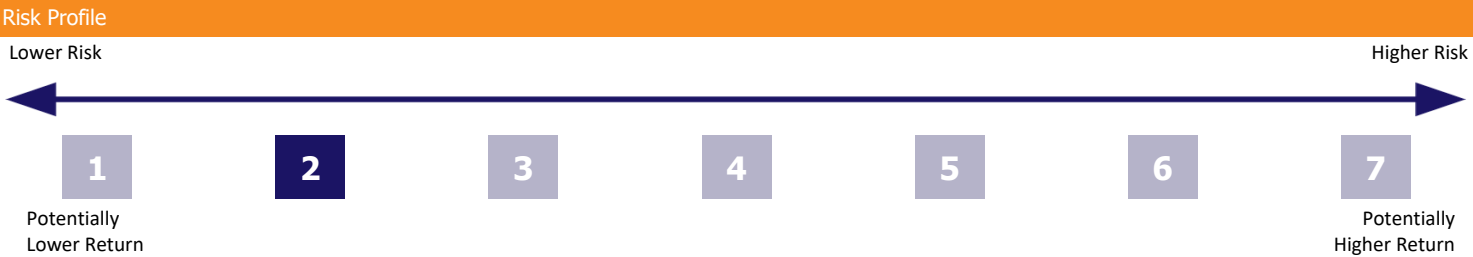 Risk Profile
Lower Risk Higher Risk
1 2 3 4 5 6 7
Potentially Potentially
Lower Return Higher Return